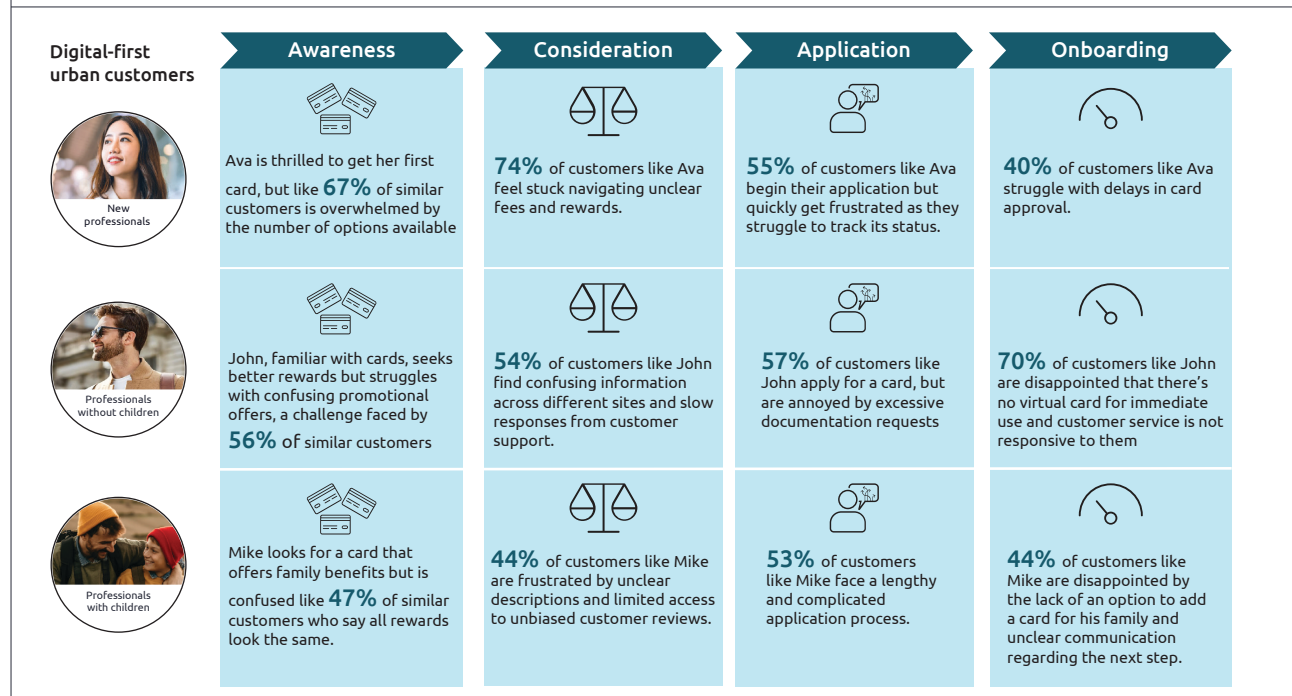 Digital-first
urban customers
Awareness
Consideration
Application
Onboarding
New
professionals
Ava is thrilled to get her first
card, but like 67% of similar
customers is overwhelmed by
the number of options available
74% of customers like Ava
feel stuck navigating unclear
fees and rewards.
55% of customers like Ava
begin their application but
quickly get frustrated as they
struggle to track its status.
40% of customers like Ava
struggle with delays in card
approval.
Professionals
without children
John, familiar with cards, seeks
better rewards but struggles
with confusing promotional
offers, a challenge faced by
56% of similar customers
54% of customers like John
find confusing information
across different sites and slow
responses from customer
support.
57% of customers like
John apply for a card, but
are annoyed by excessive
documentation requests
70% of customers like John
are disappointed that there's
no virtual card for immediate
use and customer service is not
responsive to them
Professionals
with children
Mike looks for a card that
offers family benefits but is
confused like 47% of similar
customers who say all rewards
look the same.
44% of customers like Mike
are frustrated by unclear
descriptions and limited access
to unbiased customer reviews.
53% of customers
like Mike face a lengthy
and complicated
application process.
44% of customers like
Mike are disappointed by
the lack of an option to add
a card for his family and
unclear communication
regarding the next step.